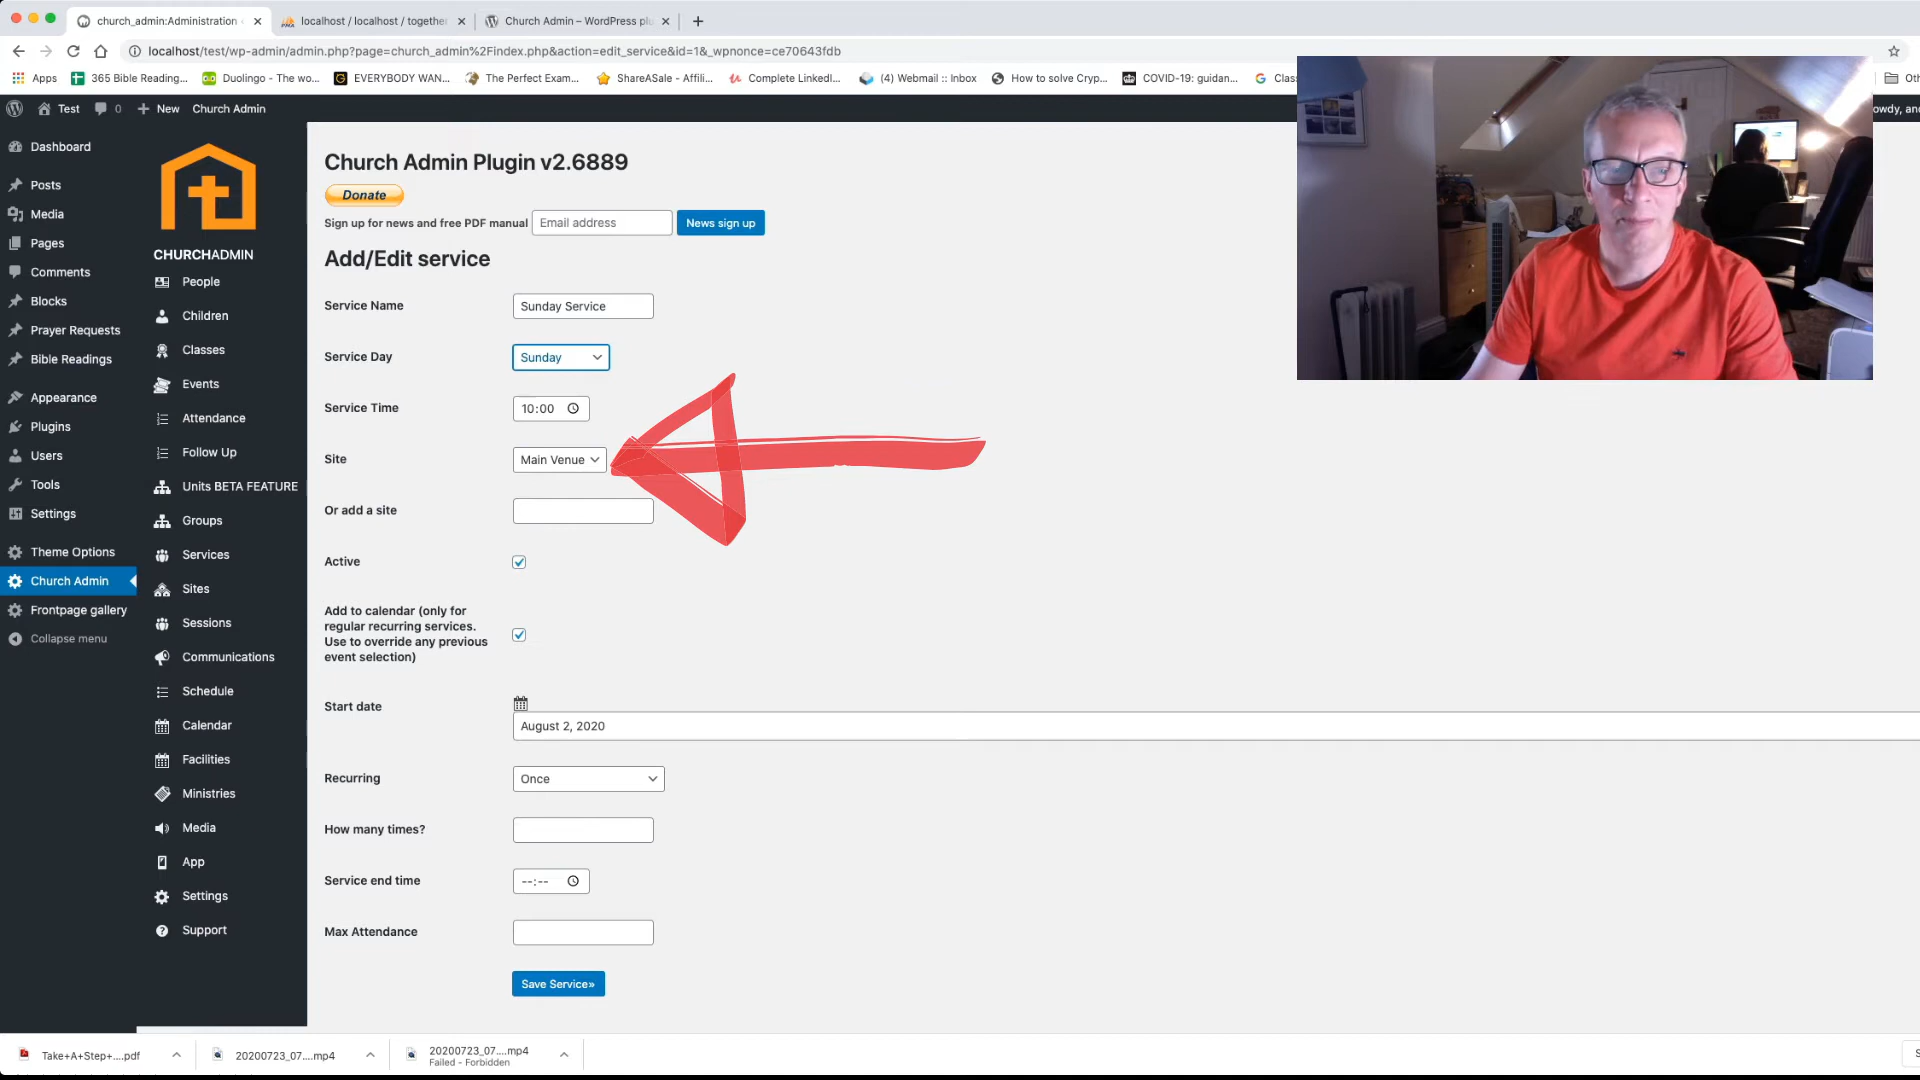 church_admin:Administration
localhost / localhost / togethe
Church Admin – WordPress plu
localhost/test/wp-admin/admin.php?page=church_admin%2Findex.php&action=edit_service&id=1&_wpnonce=ce70643fdb
Apps
365 Bible Reading...
Duolingo - The wo...
EVERYBODY WAN...
The Perfect Exam...
ShareASale - Affili...
Complete LinkedI...
(4) Webmail :: Inbox
How to solve Cryp...
COVID-19: guidan...
Clas
Oth
Test
0
New
Church Admin
owdy, and
Dashboard
Posts
Media
Pages
Comments
Blocks
Prayer Requests
Bible Readings
Appearance
Plugins
Users
Tools
Settings
Theme Options
Church Admin
Frontpage gallery
Collapse menu
CHURCHADMIN
People
Children
Classes
Events
Attendance
Follow Up
Units BETA FEATURE
Groups
Services
Sites
Sessions
Communications
Schedule
Calendar
Facilities
Ministries
Media
App
Settings
Support
Church Admin Plugin v2.6889
Donate
Sign up for news and free PDF manual Email address News sign up
Add/Edit service
Service Name Sunday Service
Service Day Sunday
Service Time 10:00
Site Main Venue
Or add a site
Active
Add to calendar (only for
regular recurring services.
Use to override any previous
event selection)
Start date
August 2, 2020
Recurring Once
How many times?
Service end time --:--
Max Attendance
Save Service»
Take+A+Step+....pdf
20200723_07....mp4
20200723_07....mp4
Failed - Forbidden
S